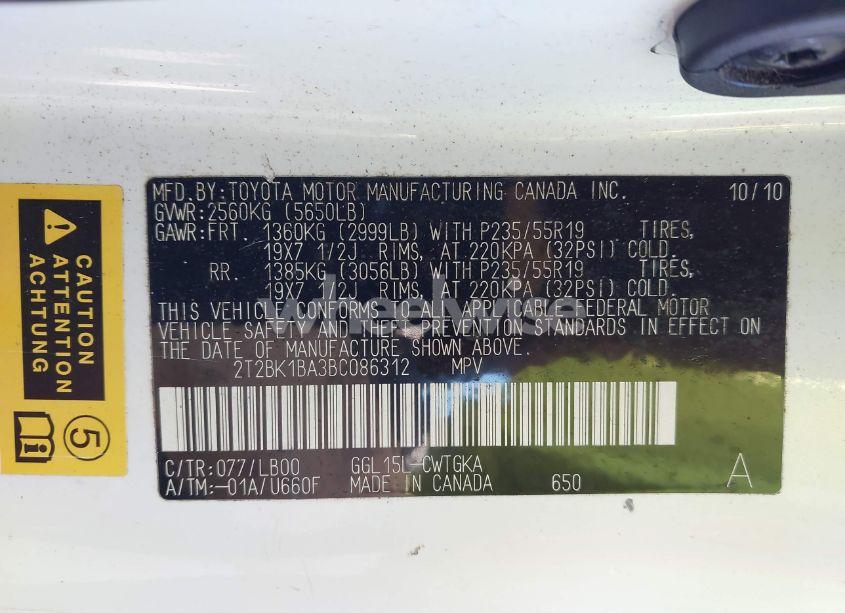 CAUTION
ATTENTION
ACHTUNG
5
MFD.BY:TOYOTA MOTOR MANUFACTURING CANADA INC. 10/10
GVWR:2560KG (5650LB)
GAWR:FRT. 1360KG (2999LB) WITH P235/55R19 TIRES,
19X7 1/2J RIMS, AT 220KPA (32PSI) COLD.
RR. 1385KG (3056LB) WITH P235/55R19 TIRES,
19X7 1/2J RIMS, AT 220KPA (32PSI) COLD.
THIS VEHICLE CONFORMS TO ALL APPLICABLE FEDERAL MOTOR
VEHICLE SAFETY AND THEFT PREVENTION STANDARDS IN EFFECT ON
THE DATE OF MANUFACTURE SHOWN ABOVE.
2T2BK1BA3BC086312 MPV
C/TR:077/LB00 GGL15L-CWTGKA
A/TM:-01A/U660F MADE IN CANADA 650 A
wheelwise